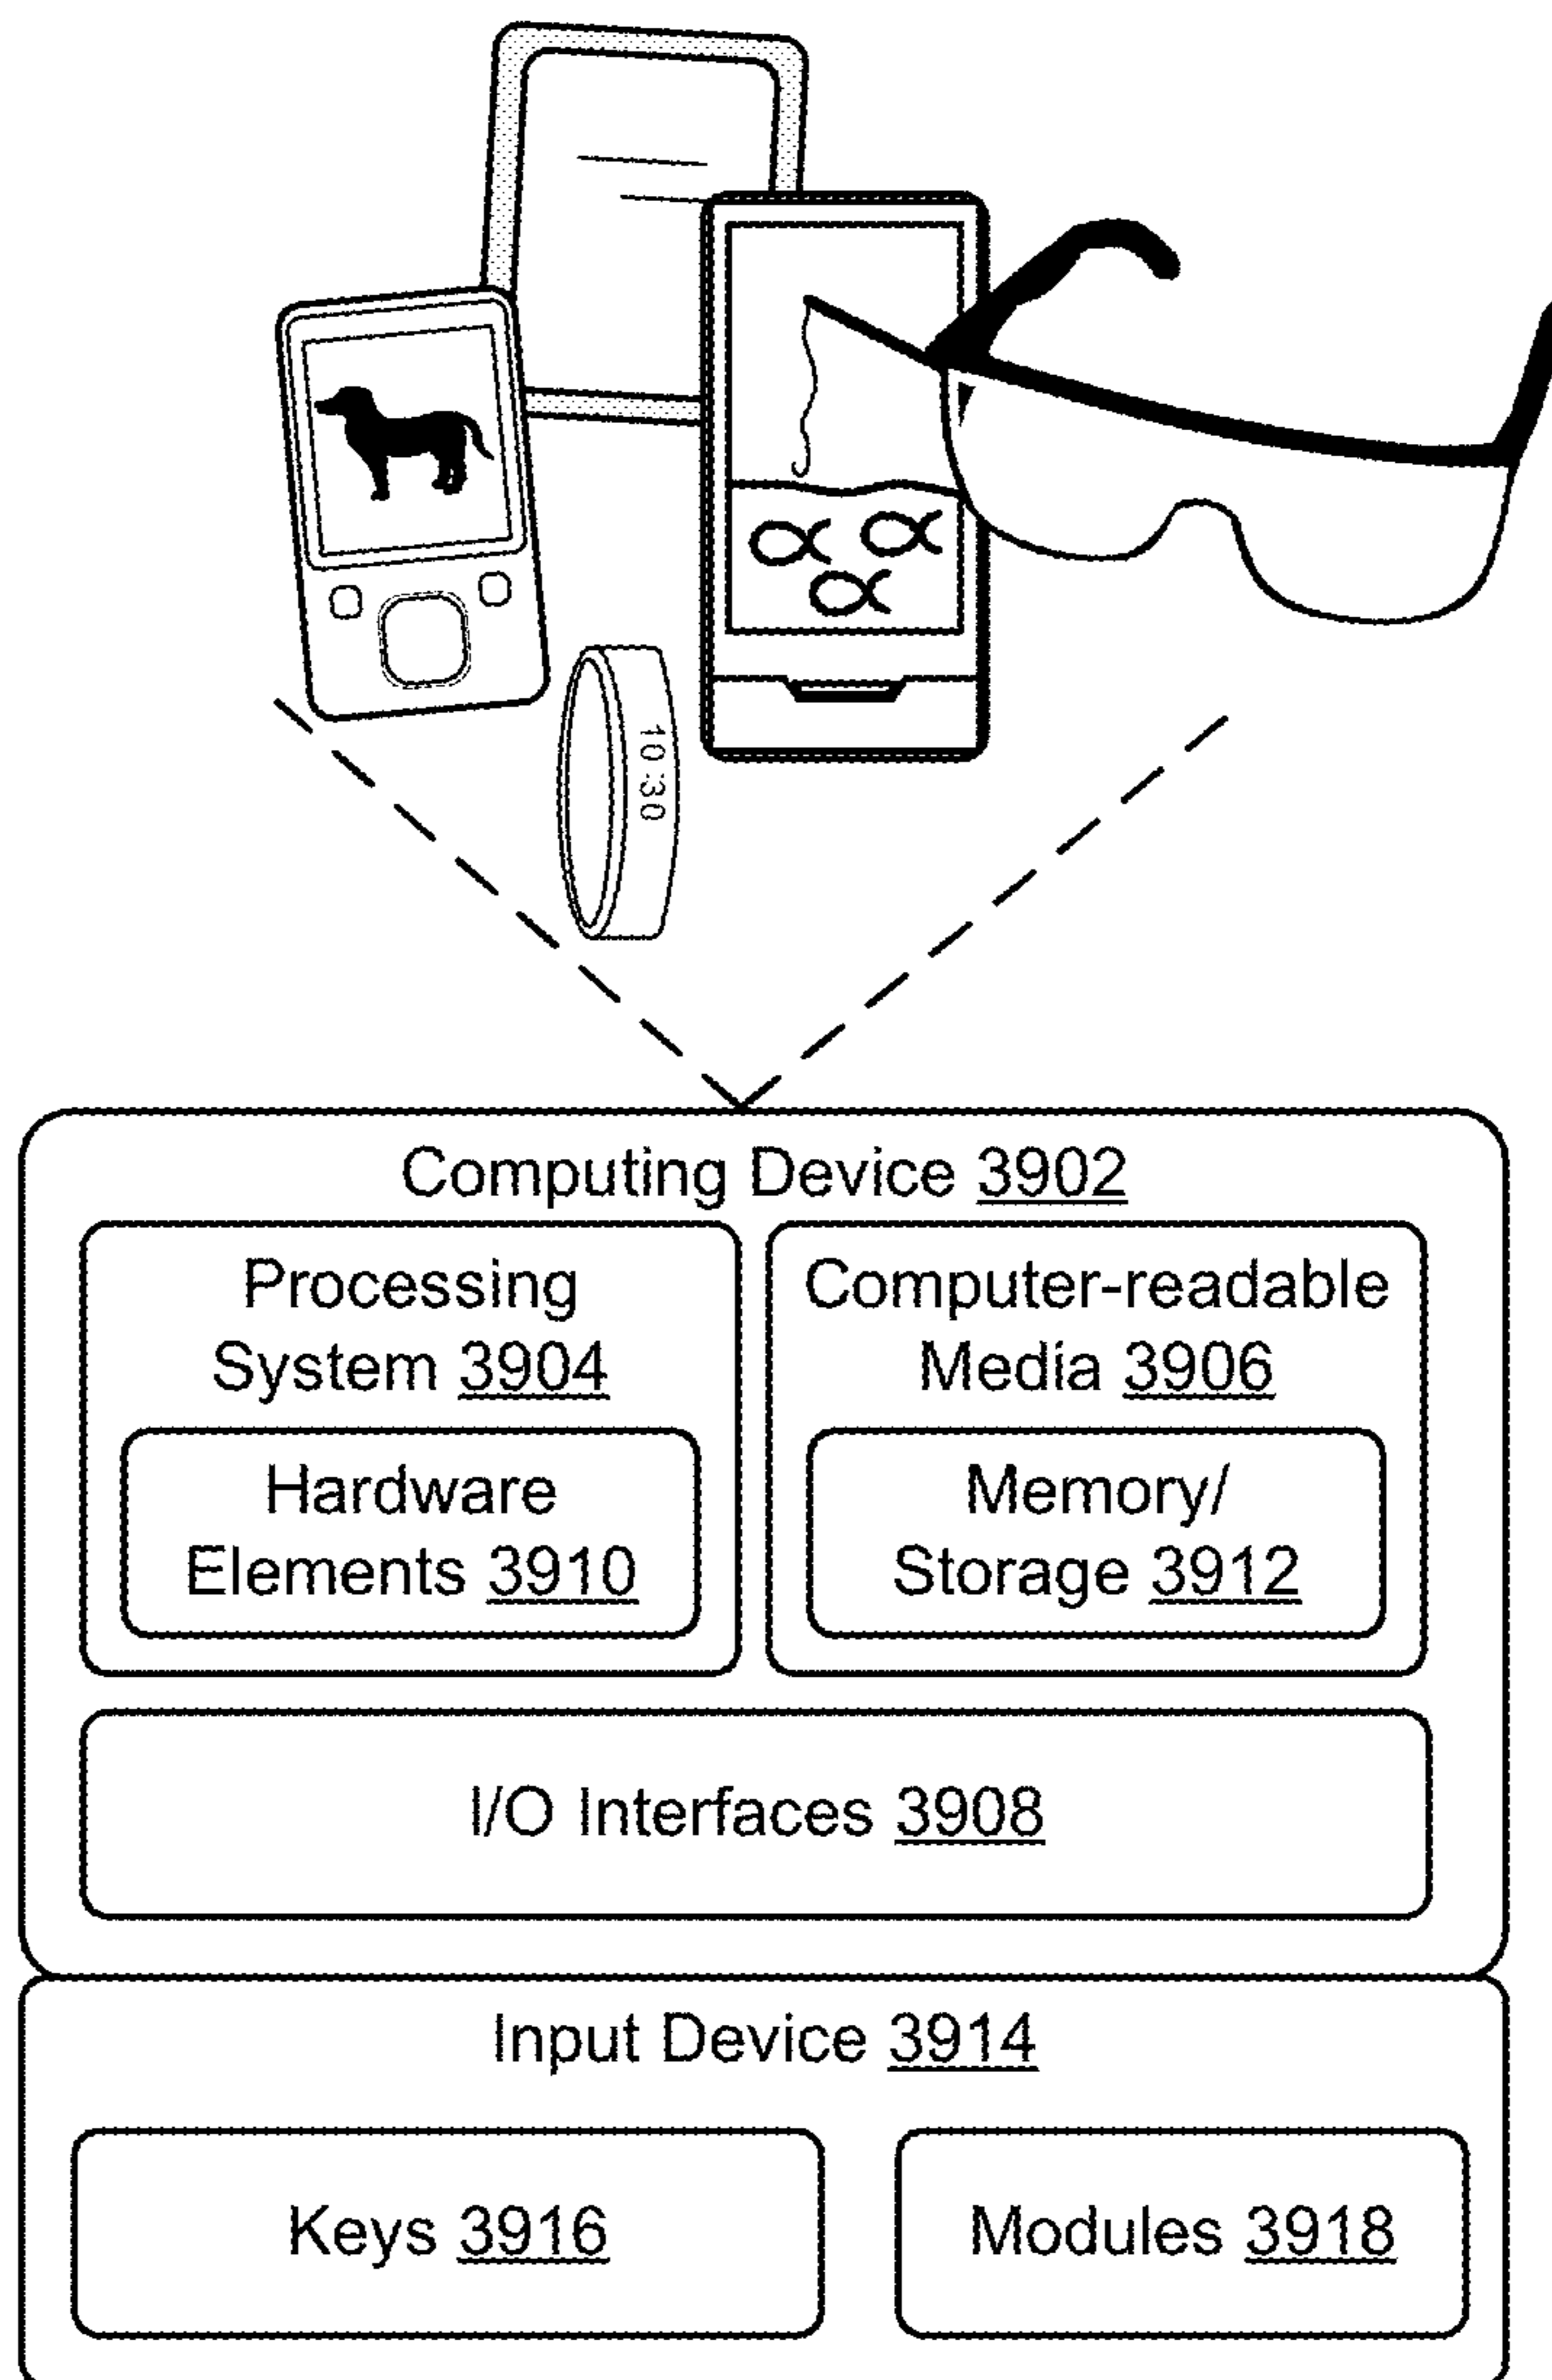 10:30
Computing Device 3902
Processing
System 3904
Hardware
Elements 3910
Computer-readable
Media 3906
Memory/
Storage 3912
I/O Interfaces 3908
Input Device 3914
Keys 3916
Modules 3918